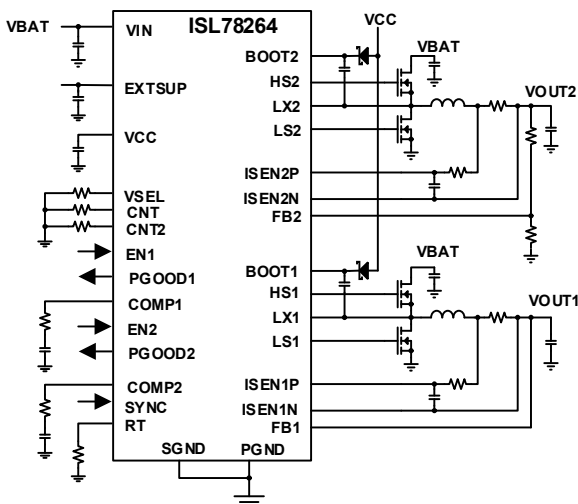 VBAT
VIN
EXTSUP
VCC
VSEL
CNT
CNT2
EN1
PGOOD1
COMP1
EN2
PGOOD2
COMP2
SYNC
RT
ISL78264
SGND
PGND
BOOT2
HS2
LX2
LS2
ISEN2P
ISEN2N
FB2
BOOT1
HS1
LX1
LS1
ISEN1P
ISEN1N
FB1
VCC
VBAT
VOUT2
VBAT
VOUT1